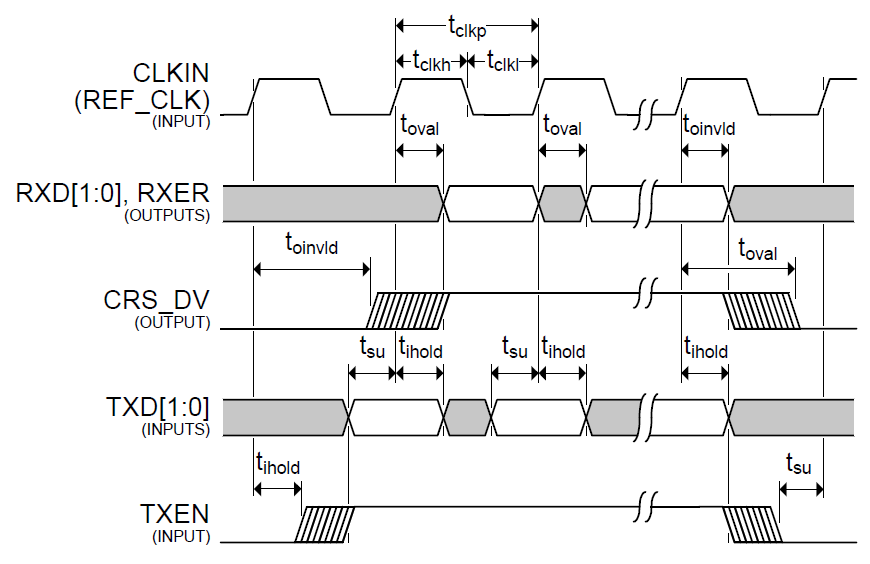 tclkp
tclkh tclkl
CLKIN
(REF_CLK)
(INPUT)
toval toval toinvld
RXD[1:0], RXER
(OUTPUTS)
toinvld toval
CRS_DV
(OUTPUT)
tsu tihold tsu tihold tihold
TXD[1:0]
(INPUTS)
tihold tsu
TXEN
(INPUT)